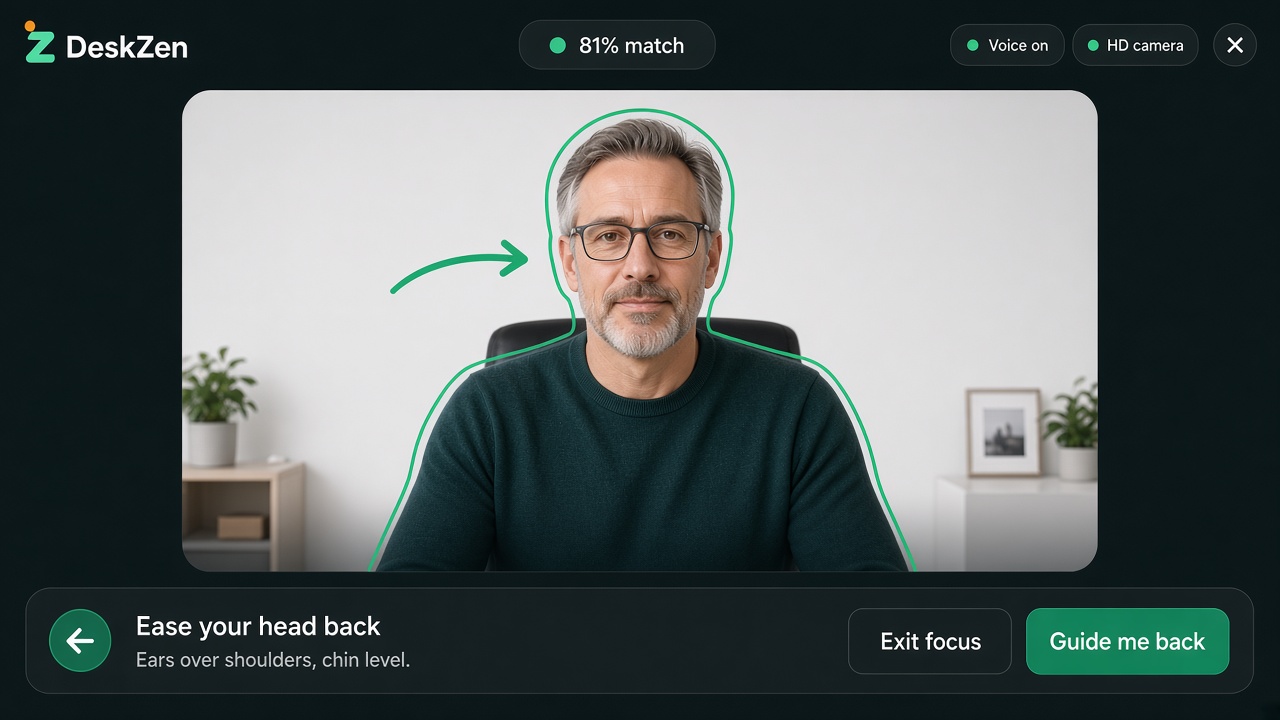 DeskZen
81% match
Voice on
HD camera
Ease your head back
Ears over shoulders, chin level.
Exit focus
Guide me back